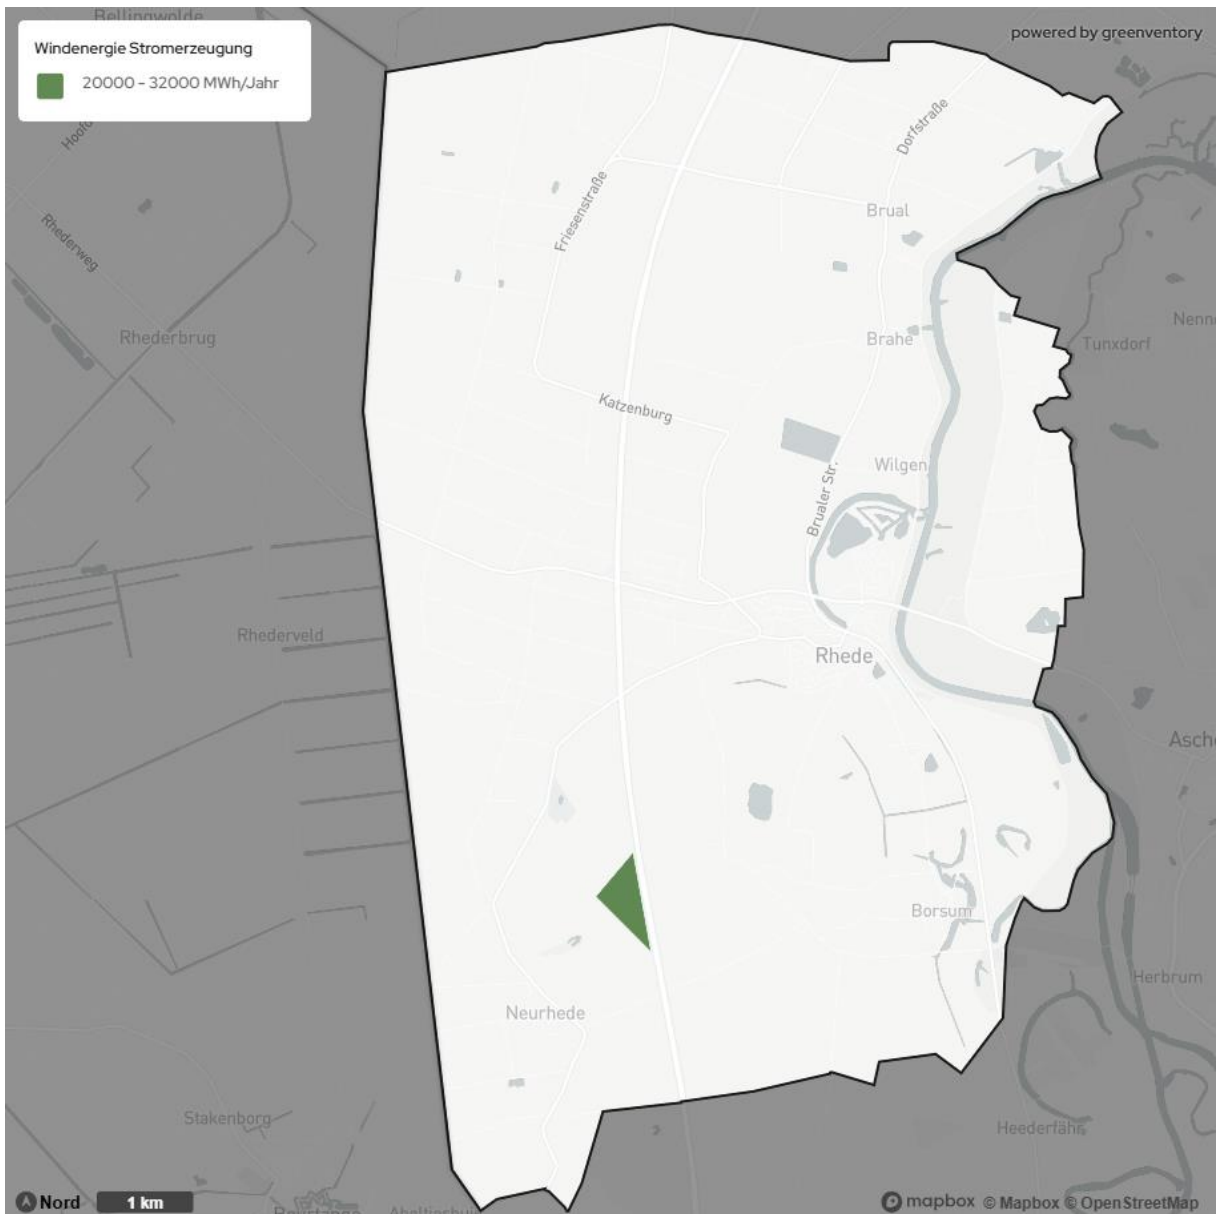 Bellingwolde
Windenergie Stromerzeugung
20000 - 32000 MWh/Jahr
powered by greenventory
Rhederweg
Friesenstraße
Dorfstraße
Brual
Rhederbrug
Brahe
Tunxdorf
Katzenburg
Wilgen
Brualer Str.
Rhederveld
Rhede
Borsum
Herbrum
Neurhede
Stakenborg
Heederfähr
Nord
1 km
mapbox © Mapbox © OpenStreetMap